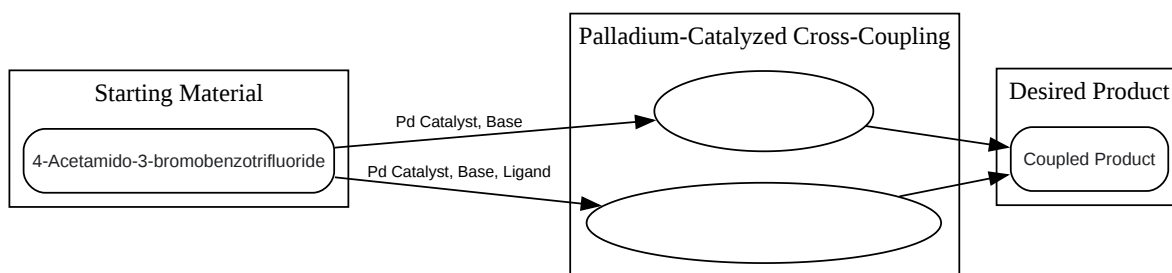 Palladium-Catalyzed Cross-Coupling
Starting Material
Desired Product
Pd Catalyst, Base
4-Acetamido-3-bromobenzotrifluoride
Coupled Product
Pd Catalyst, Base, Ligand